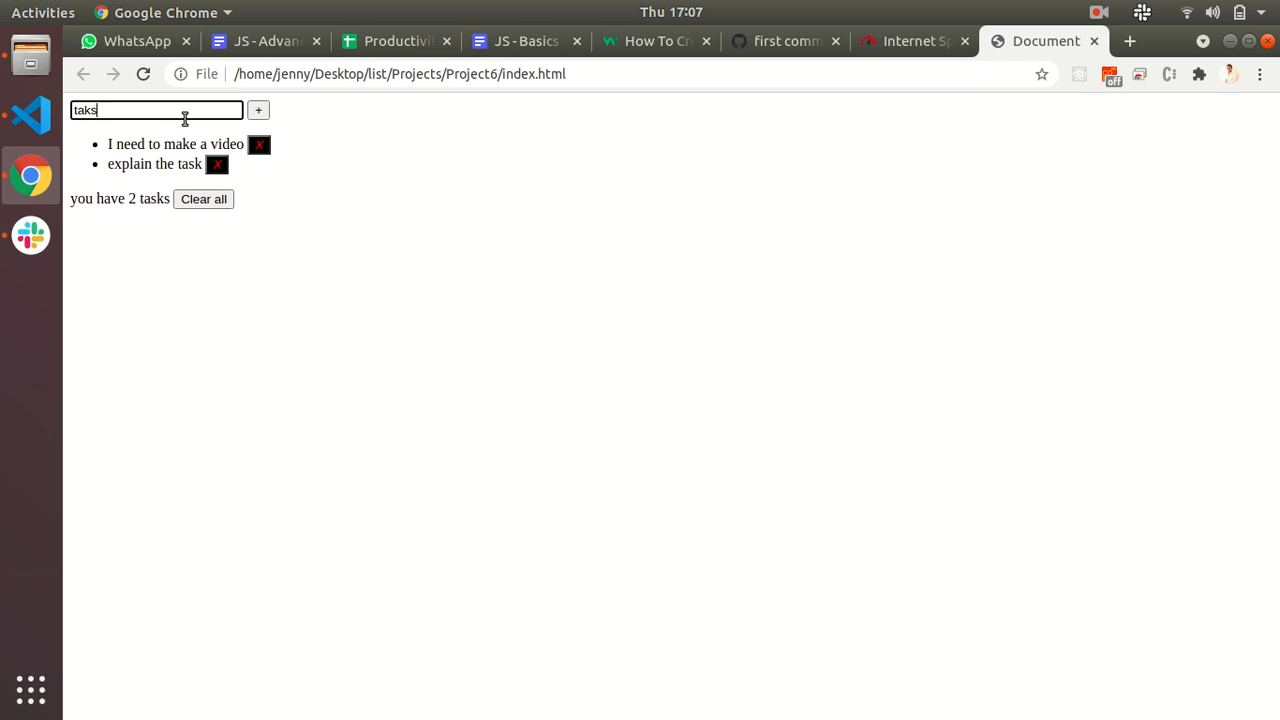 Activities Google Chrome Thu 17:07
WhatsApp JS - Advan JS - Basics Productivi How To Cr first comm Internet Sp Document
File /home/jenny/Desktop/list/Projects/Project6/index.html
off
taks +
I need to make a video X
explain the task X
you have 2 tasks Clear all